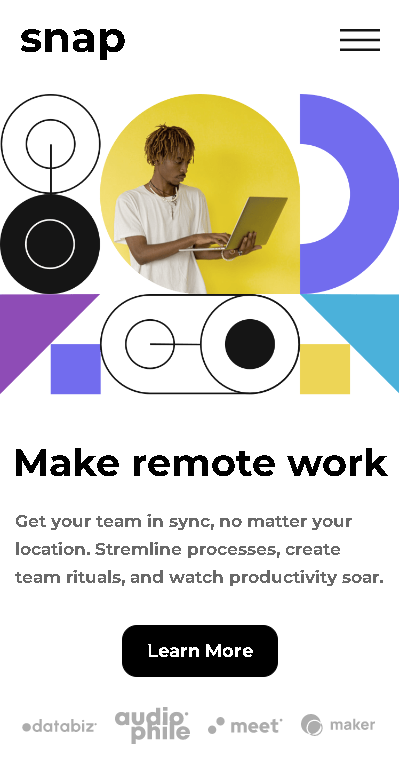 snap
Make remote work
Get your team in sync, no matter your
location. Stremline processes, create
team rituals, and watch productivity soar.
Learn More
databiz
audio
phile
meet
maker